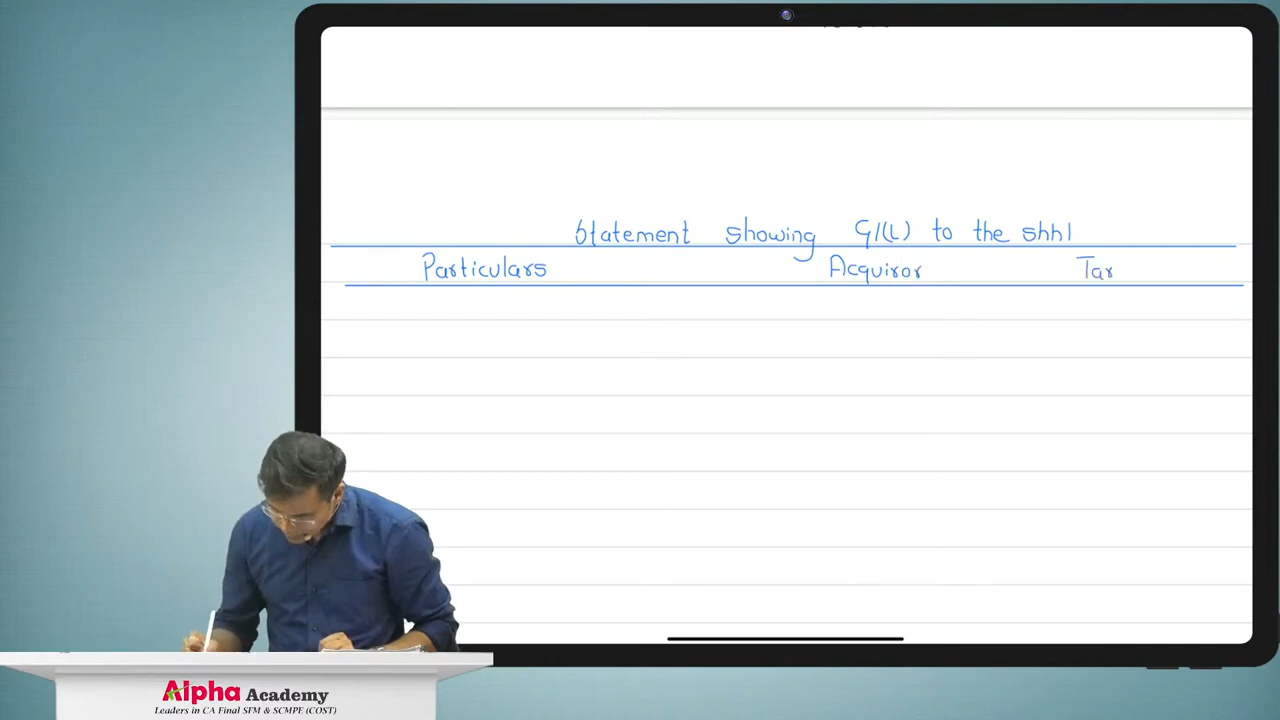 Statement showing G/(L) to the shhl
Particulars Acquiror Tar
Alpha Academy
Leaders in CA Final SFM & SCMPE (COST)